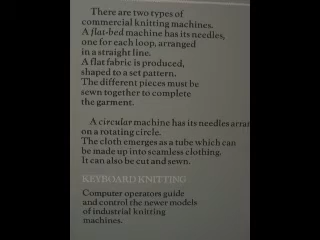 There are two types of
commercial knitting machines.
A flat-bed machine has its needles,
one for each loop, arranged
in a straight line.
A flat fabric is produced,
shaped to a set pattern.
The different pieces must be
sewn together to complete
the garment.
A circular machine has its needles
on a rotating circle.
The cloth emerges as a tube which can
be made up into seamless clothing.
It can also be cut and sewn.
KEYBOARD KNITTING
Computer operators guide
and control the newer models
of industrial knitting
machines.